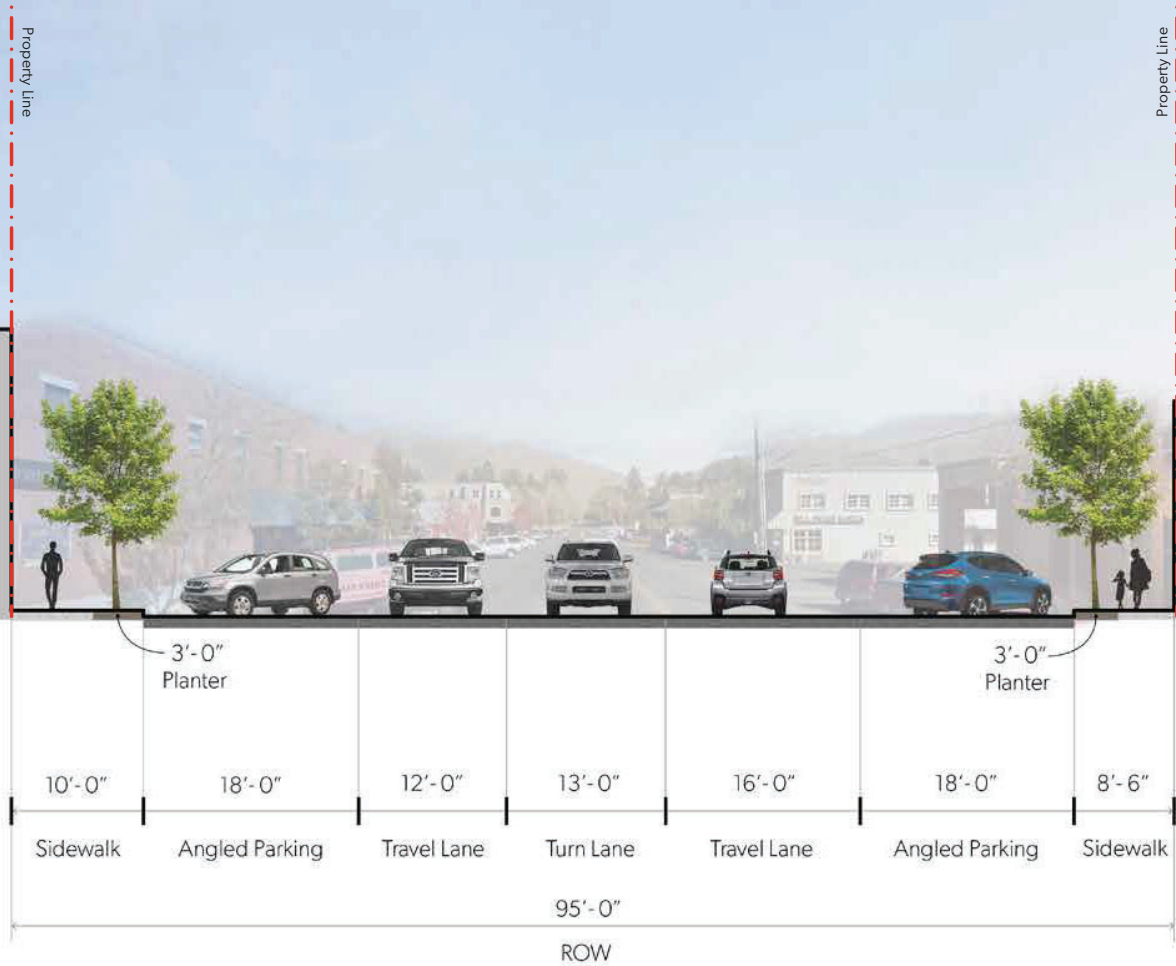 Property Line
Property Line
3'-0"
Planter
3'-0"
Planter
10'-0"
18'-0"
12'-0"
13'-0"
16'-0"
18'-0"
8'-6"
Sidewalk
Angled Parking
Travel Lane
Turn Lane
Travel Lane
Angled Parking
Sidewalk
95'-0"
ROW